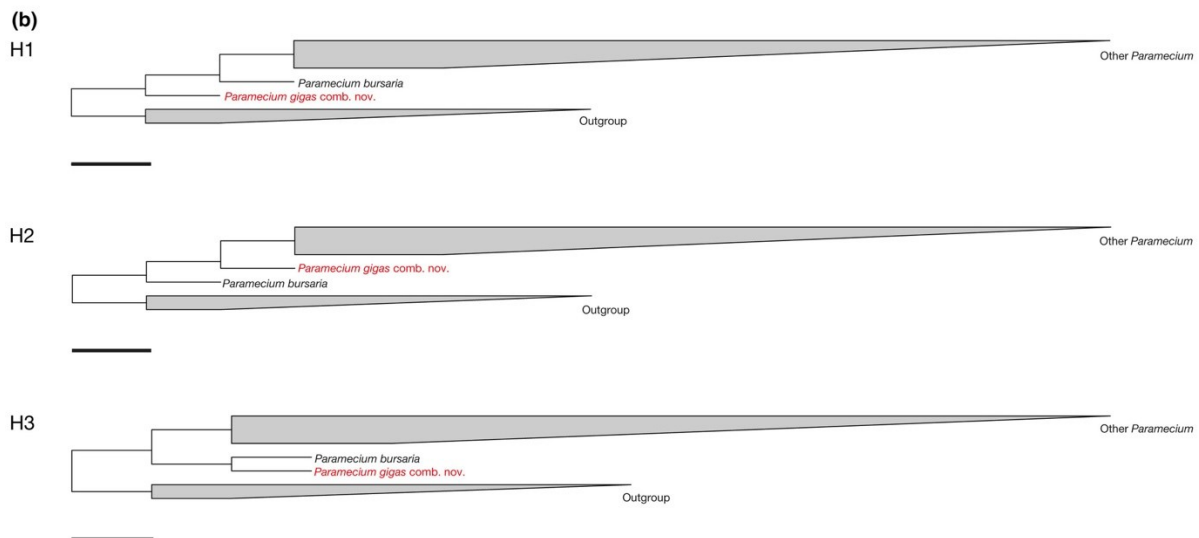 (b)
H1
Other Paramecium
Paramecium bursaria
Paramecium gigas comb. nov.
Outgroup
H2
Other Paramecium
Paramecium gigas comb. nov.
Paramecium bursaria
Outgroup
H3
Other Paramecium
Paramecium bursaria
Paramecium gigas comb. nov.
Outgroup